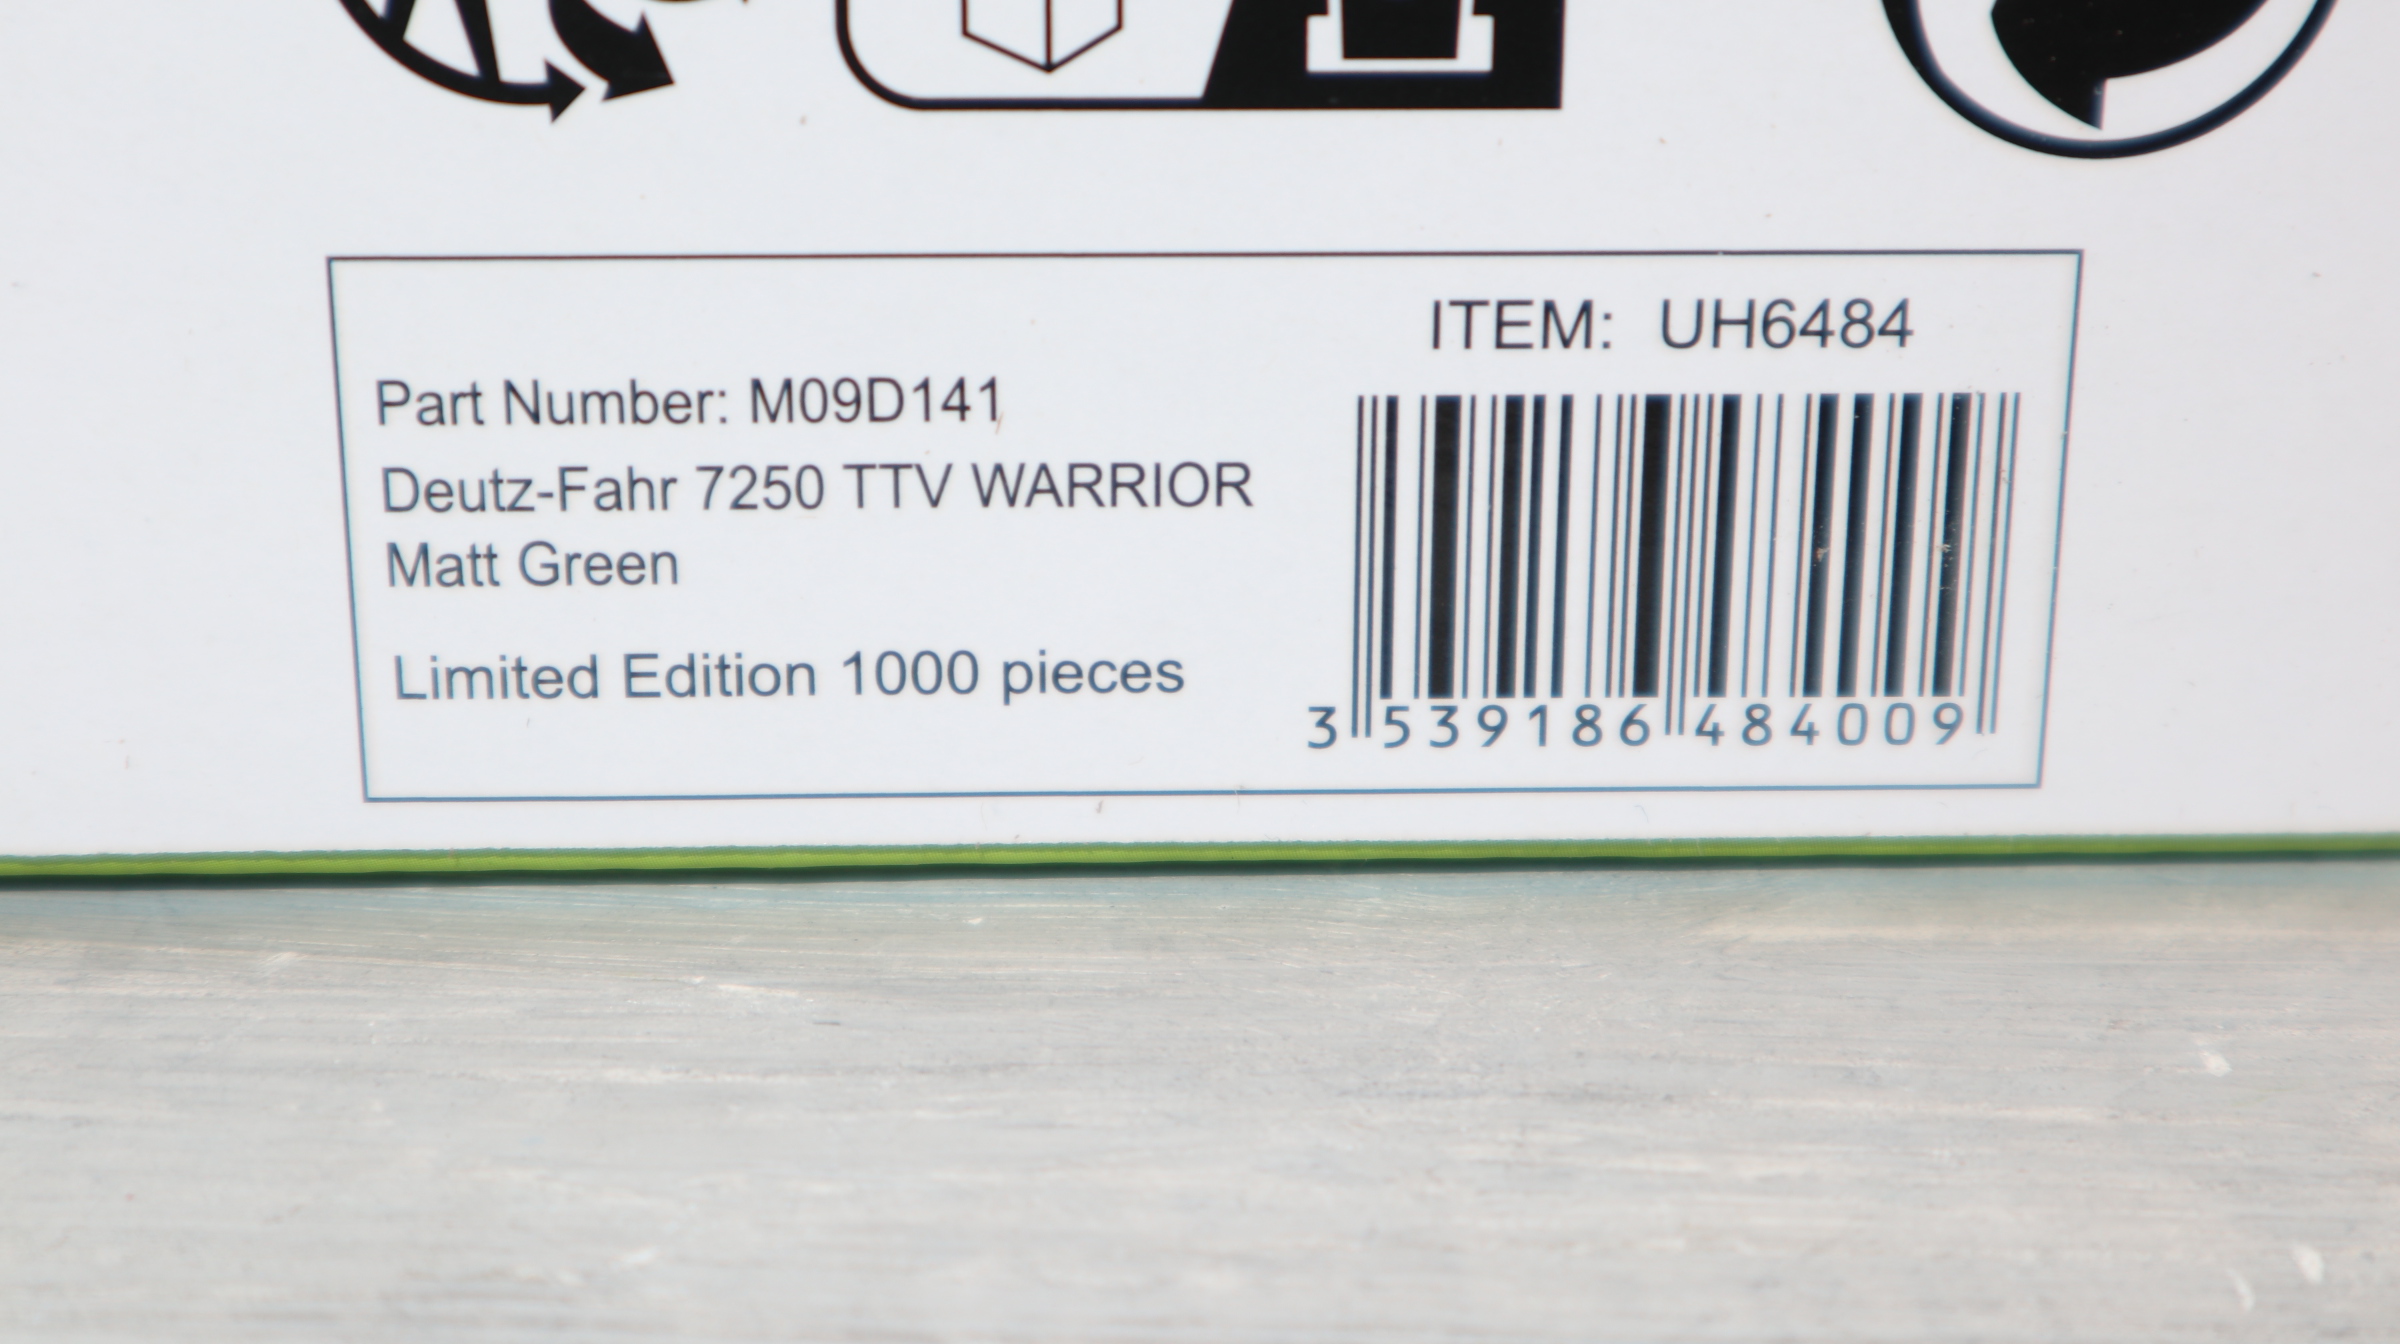 ITEM: UH6484
Part Number: M09D141
Deutz-Fahr 7250 TTV WARRIOR
Matt Green
Limited Edition 1000 pieces
3 539186 484009